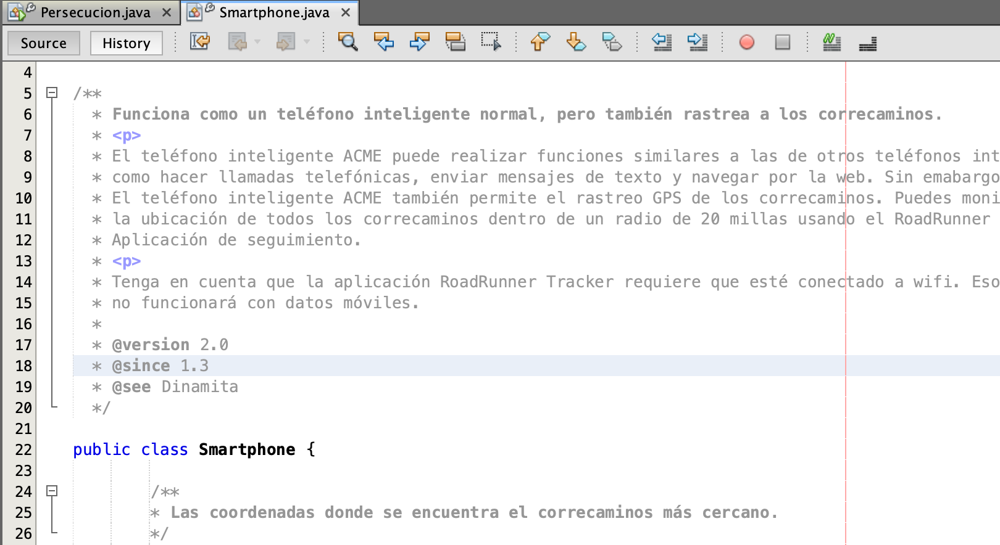 Persecucion.java
Smartphone.java
Source
History
4
5 /**
6 * Funciona como un teléfono inteligente normal, pero también rastrea a los correcaminos.
7 * <p>
8 * El teléfono inteligente ACME puede realizar funciones similares a las de otros teléfonos int
9 * como hacer llamadas telefónicas, enviar mensajes de texto y navegar por la web. Sin emabargo
10 * El teléfono inteligente ACME también permite el rastreo GPS de los correcaminos. Puedes moni
11 * la ubicación de todos los correcaminos dentro de un radio de 20 millas usando el RoadRunner
12 * Aplicación de seguimiento.
13 * <p>
14 * Tenga en cuenta que la aplicación RoadRunner Tracker requiere que esté conectado a wifi. Eso
15 * no funcionará con datos móviles.
16 *
17 * @version 2.0
18 * @since 1.3
19 * @see Dinamita
20 */
21
22 public class Smartphone {
23
24 /**
25 * Las coordenadas donde se encuentra el correcaminos más cercano.
26 */